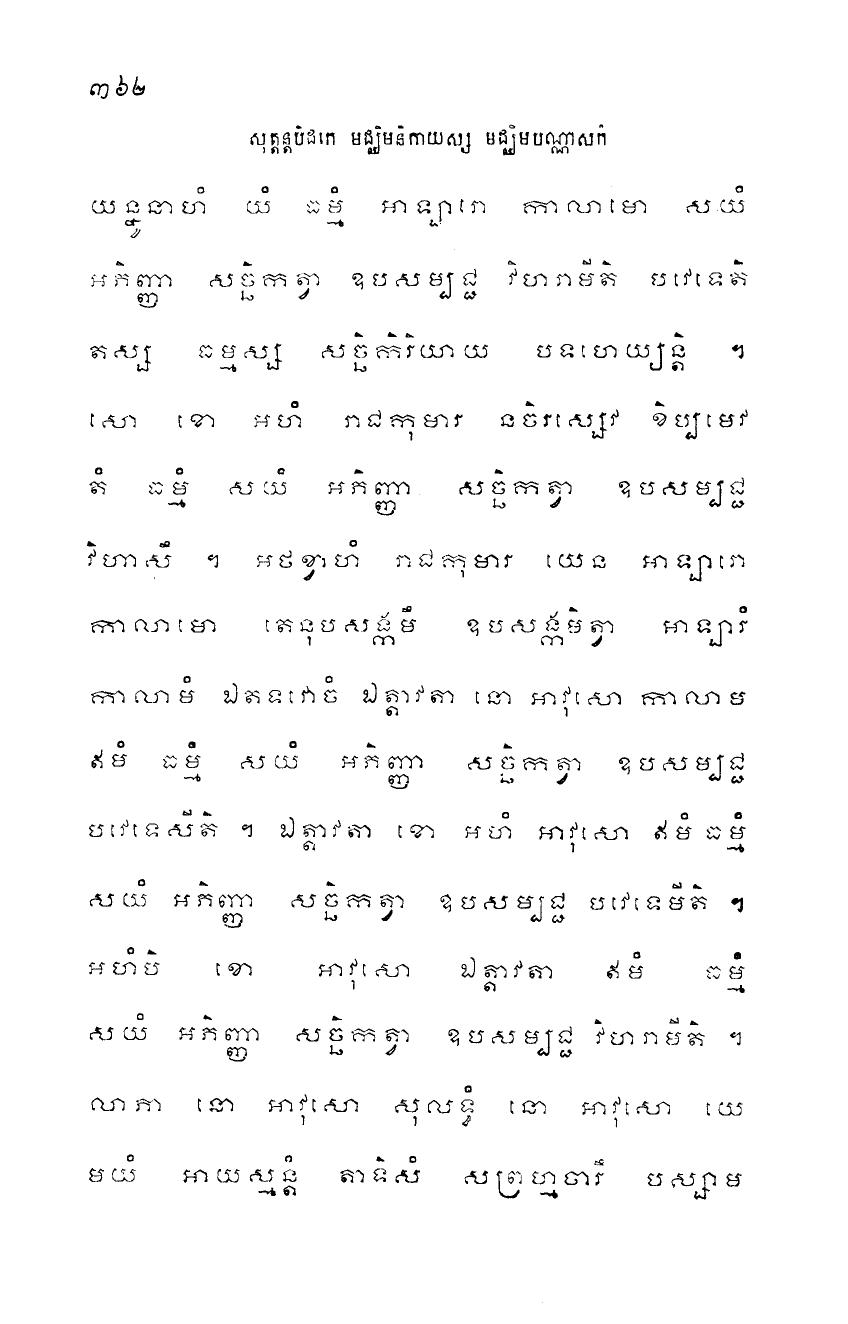 ៣៦២
សុត្តន្តបិដកេ មជ្ឈិមនិកាយស្ស មជ្ឈិមបណ្ណាសកំ
យន្នូនាហំ យំ ធម្មំ អាឡារោ កាលាមោ សយំ
អភិញ្ញា សច្ឆិកត្វា ឧបសម្បជ្ជ វិហរាមីតិ បវេទេតិ
តស្ស ធម្មស្ស សច្ឆិកិរិយាយ បទហេយ្យន្តិ ។
សោ ខោ អហំ រាជកុមារ នចិរស្សេវ ខិប្បមេវ
តំ ធម្មំ សយំ អភិញ្ញា សច្ឆិកត្វា ឧបសម្បជ្ជ
វិហាសឹ ។ អថខ្វាហំ រាជកុមារ យេន អាឡារោ
កាលាមោ តេនុបសង្កមឹ ឧបសង្កមិត្វា អាឡារំ
កាលាមំ ឯតទវោចំ ឯត្តាវតា នោ អាវុសោ កាលាម
ឥមំ ធម្មំ សយំ អភិញ្ញា សច្ឆិកត្វា ឧបសម្បជ្ជ
បវេទេសីតិ ។ ឯត្តាវតា ខោ អហំ អាវុសោ ឥមំ ធម្មំ
សយំ អភិញ្ញា សច្ឆិកត្វា ឧបសម្បជ្ជ បវេទេមីតិ ។
អហំបិ ខោ អាវុសោ ឯត្តាវតា ឥមំ ធម្មំ
សយំ អភិញ្ញា សច្ឆិកត្វា ឧបសម្បជ្ជ វិហរាមីតិ ។
លាភា នោ អាវុសោ សុលទ្ធំ នោ អាវុសោ យេ
មយំ អាយស្មន្តំ តាទិសំ សព្រហ្មចារឹ បស្សាម